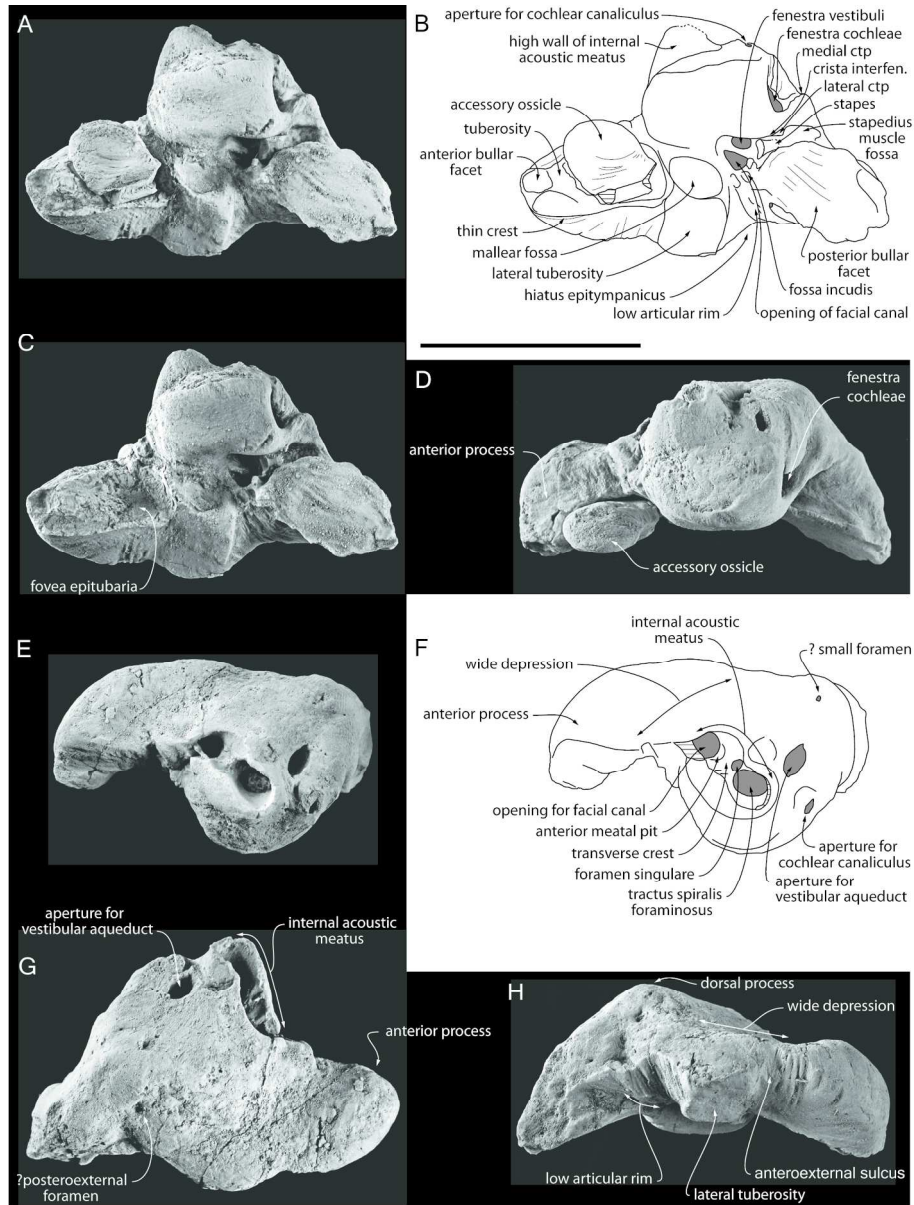 A
B
aperture for cochlear canaliculus
high wall of internal
acoustic meatus
accessory ossicle
tuberosity
anterior bullar
facet
thin crest
mallear fossa
lateral tuberosity
hiatus epitympanicus
low articular rim
fenestra vestibuli
fenestra cochleae
medial ctp
crista interfen.
lateral ctp
stapes
stapedius
muscle
fossa
posterior bullar
facet
fossa incudis
opening of facial canal
C
fovea epitubaria
D
anterior process
fenestra
cochleae
accessory ossicle
E
F
internal acoustic
meatus
wide depression
anterior process
? small foramen
opening for facial canal
anterior meatal pit
transverse crest
foramen singulare
tractus spiralis
foraminosus
aperture for
cochlear canaliculus
aperture for
vestibular aqueduct
G
aperture for
vestibular aqueduct
internal acoustic
meatus
anterior process
?posteroexternal
foramen
H
dorsal process
wide depression
low articular rim
lateral tuberosity
anteroexternal sulcus